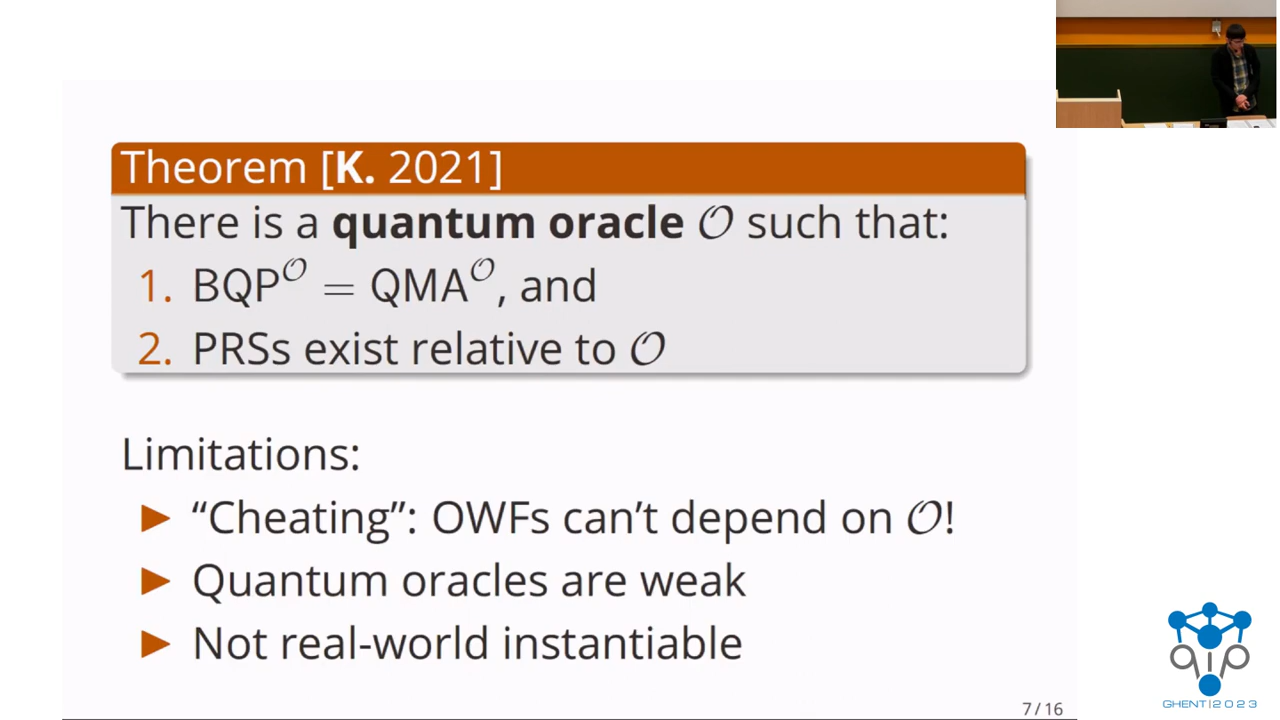 Theorem [K. 2021]
There is a quantum oracle 𝒪 such that:
1. BQP^𝒪 = QMA^𝒪, and
2. PRSs exist relative to 𝒪
Limitations:
► “Cheating”: OWFs can’t depend on 𝒪!
► Quantum oracles are weak
► Not real-world instantiable
7 / 16
qip
GHENT|2023